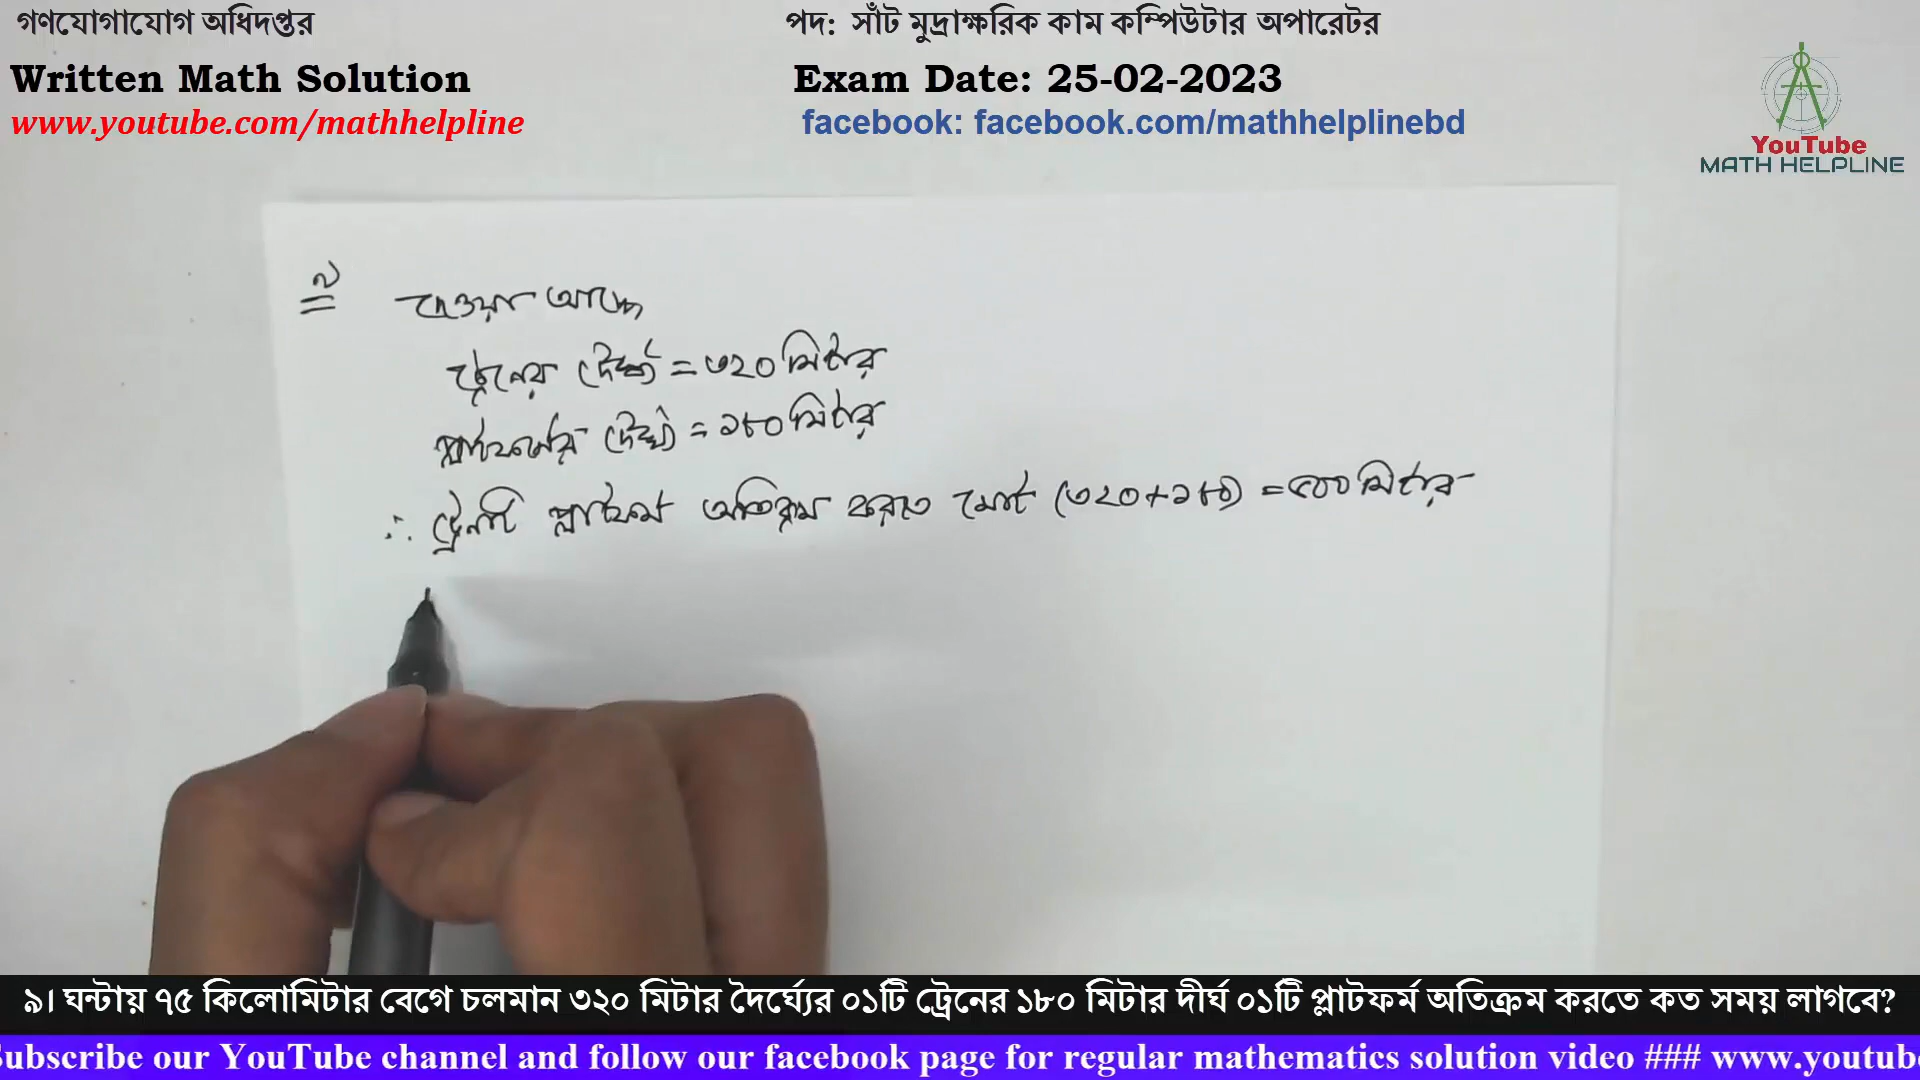 গণযোগাযোগ অধিদপ্তর
পদ: সাঁট মুদ্রাক্ষরিক কাম কম্পিউটার অপারেটর
Written Math Solution
Exam Date: 25-02-2023
www.youtube.com/mathhelpline
facebook: facebook.com/mathhelplinebd
YouTube
MATH HELPLINE
৯ দেওয়া আছে
ট্রেনের দৈর্ঘ্য = ৩২০ মিটার
প্লাটফর্মের দৈর্ঘ্য = ১৮০ মিটার
∴ ট্রেনটি প্লাটফর্ম অতিক্রম করতে মোট (৩২০+১৮০) = ৫০০ মিটার
৯। ঘন্টায় ৭৫ কিলোমিটার বেগে চলমান ৩২০ মিটার দৈর্ঘ্যের ০১টি ট্রেনের ১৮০ মিটার দীর্ঘ ০১টি প্লাটফর্ম অতিক্রম করতে কত সময় লাগবে?
Subscribe our YouTube channel and follow our facebook page for regular mathematics solution video ### www.youtub